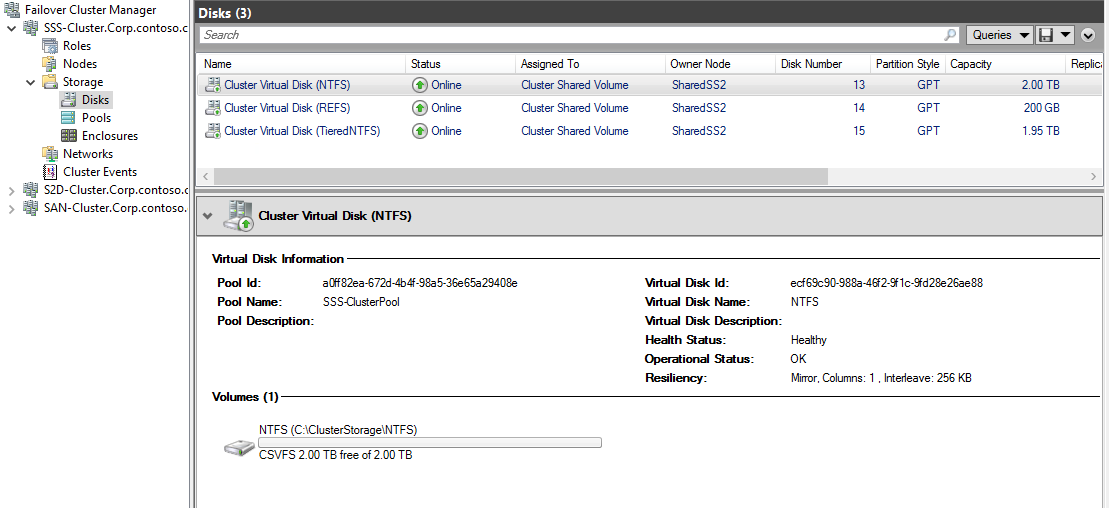 Failover Cluster Manager
SSS-Cluster.Corp.contoso.c
Roles
Nodes
Storage
Disks
Pools
Enclosures
Networks
Cluster Events
S2D-Cluster.Corp.contoso.c
SAN-Cluster.Corp.contoso.
Disks (3)
Search Queries
Name Status Assigned To Owner Node Disk Number Partition Style Capacity Replica
Cluster Virtual Disk (NTFS) Online Cluster Shared Volume SharedSS2 13 GPT 2.00 TB
Cluster Virtual Disk (REFS) Online Cluster Shared Volume SharedSS2 14 GPT 200 GB
Cluster Virtual Disk (TieredNTFS) Online Cluster Shared Volume SharedSS2 15 GPT 1.95 TB
Cluster Virtual Disk (NTFS)
Virtual Disk Information
Pool Id: a0ff82ea-672d-4b4f-98a5-36e65a29408e Virtual Disk Id: ecf69c90-988a-46f2-9f1c-9fd28e26ae88
Pool Name: SSS-ClusterPool Virtual Disk Name: NTFS
Pool Description: Virtual Disk Description:
Health Status: Healthy
Operational Status: OK
Resiliency: Mirror, Columns: 1 , Interleave: 256 KB
Volumes (1)
NTFS (C:\ClusterStorage\NTFS)
CSVFS 2.00 TB free of 2.00 TB